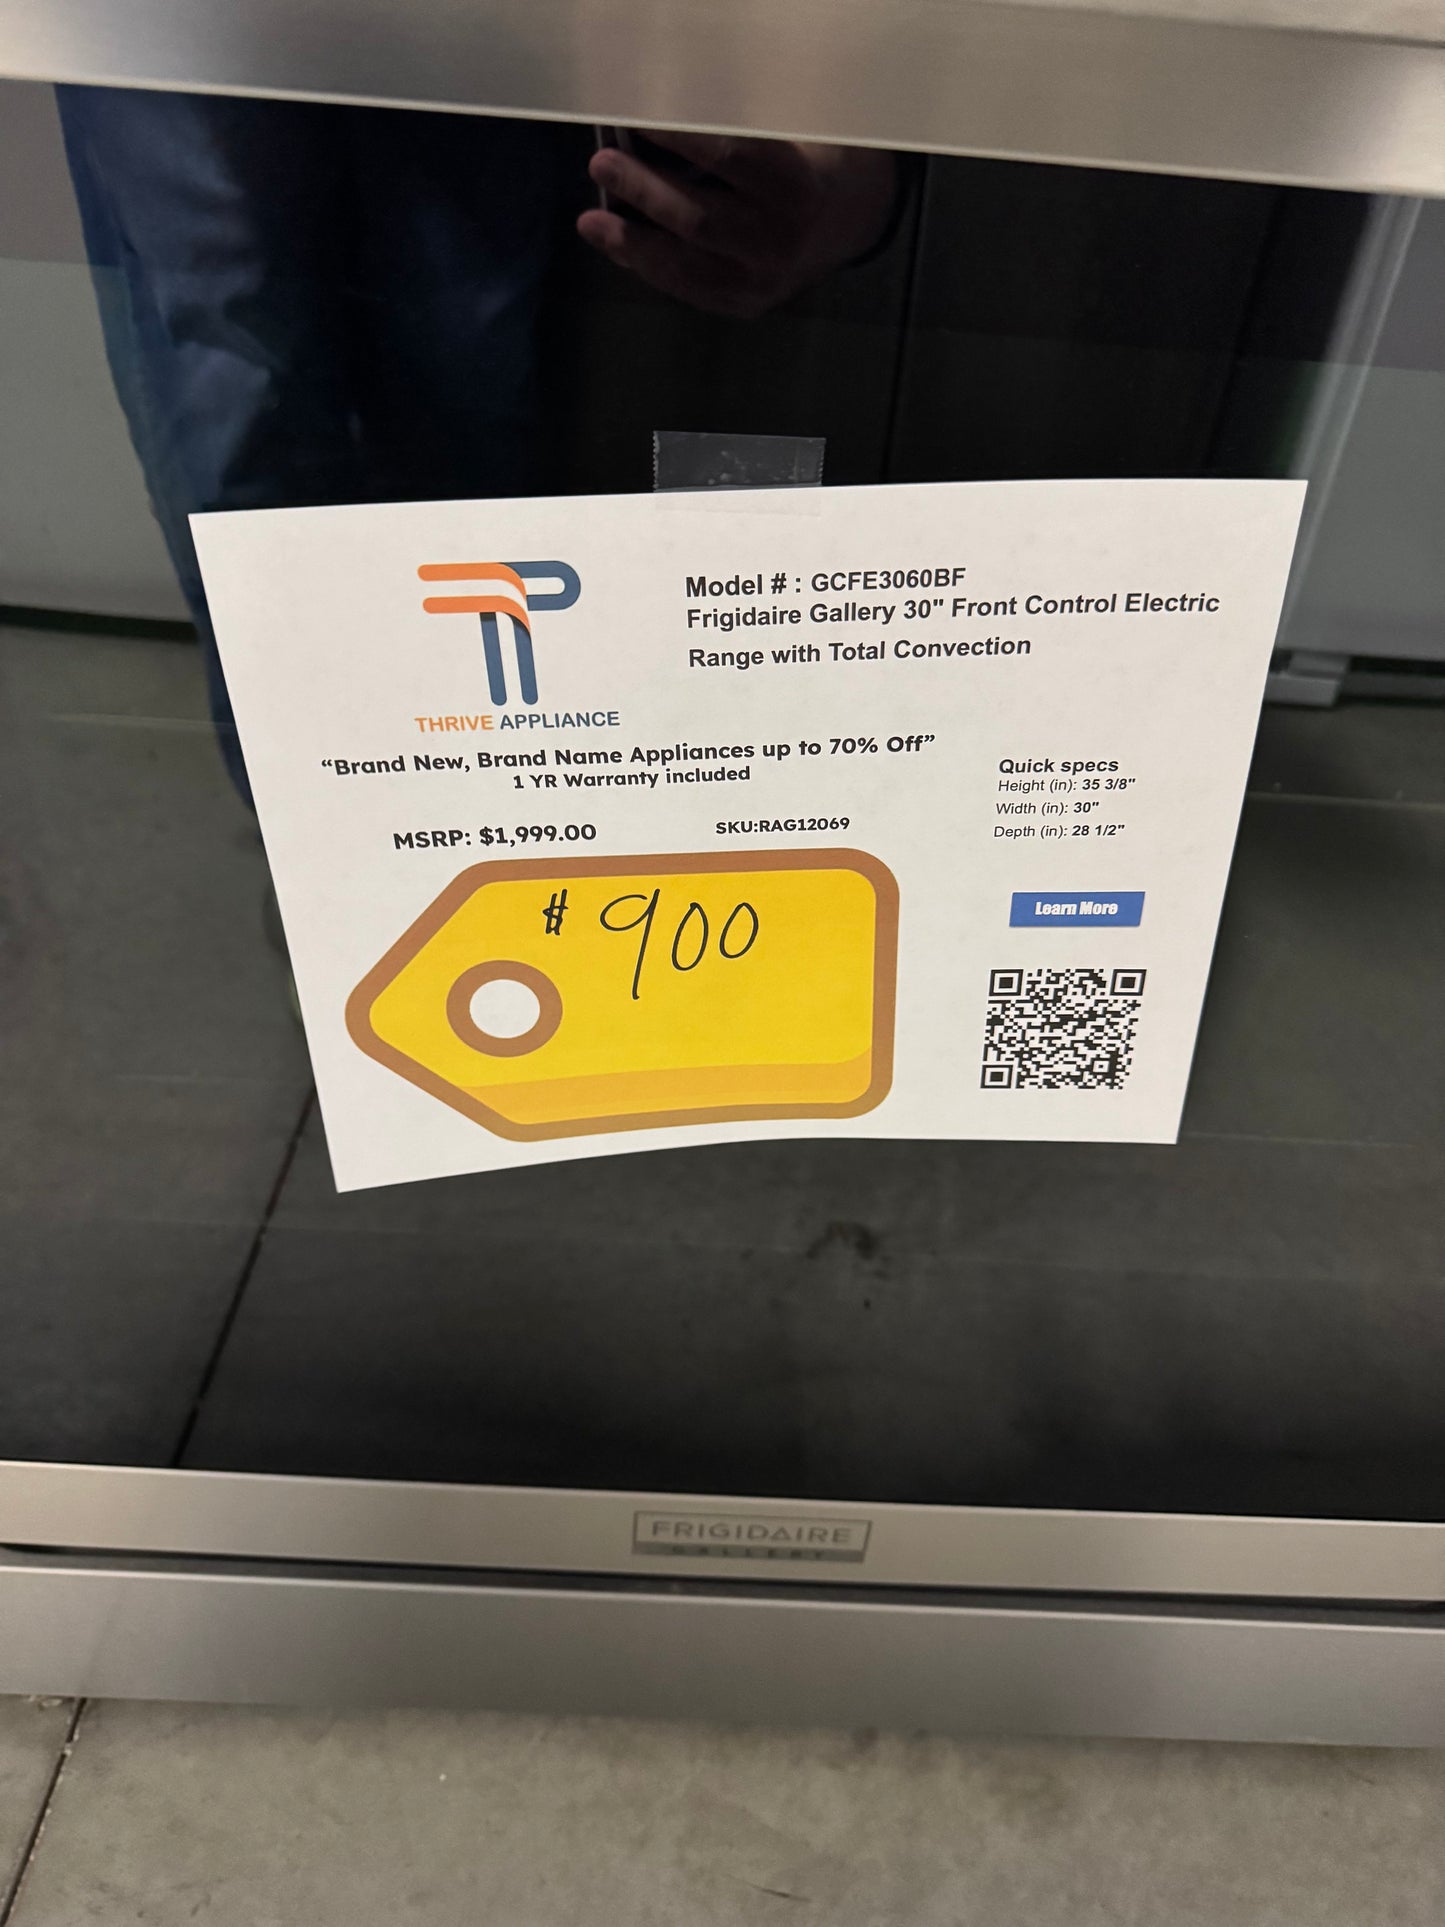 THRIVE APPLIANCE
Model # : GCFE3060BF
Frigidaire Gallery 30" Front Control Electric
Range with Total Convection
“Brand New, Brand Name Appliances up to 70% Off”
1 YR Warranty included
MSRP: $1,999.00
SKU:RAG12069
Quick specs
Height (in): 35 3/8"
Width (in): 30"
Depth (in): 28 1/2"
$ 900
Learn More
FRIGIDAIRE
GALLERY